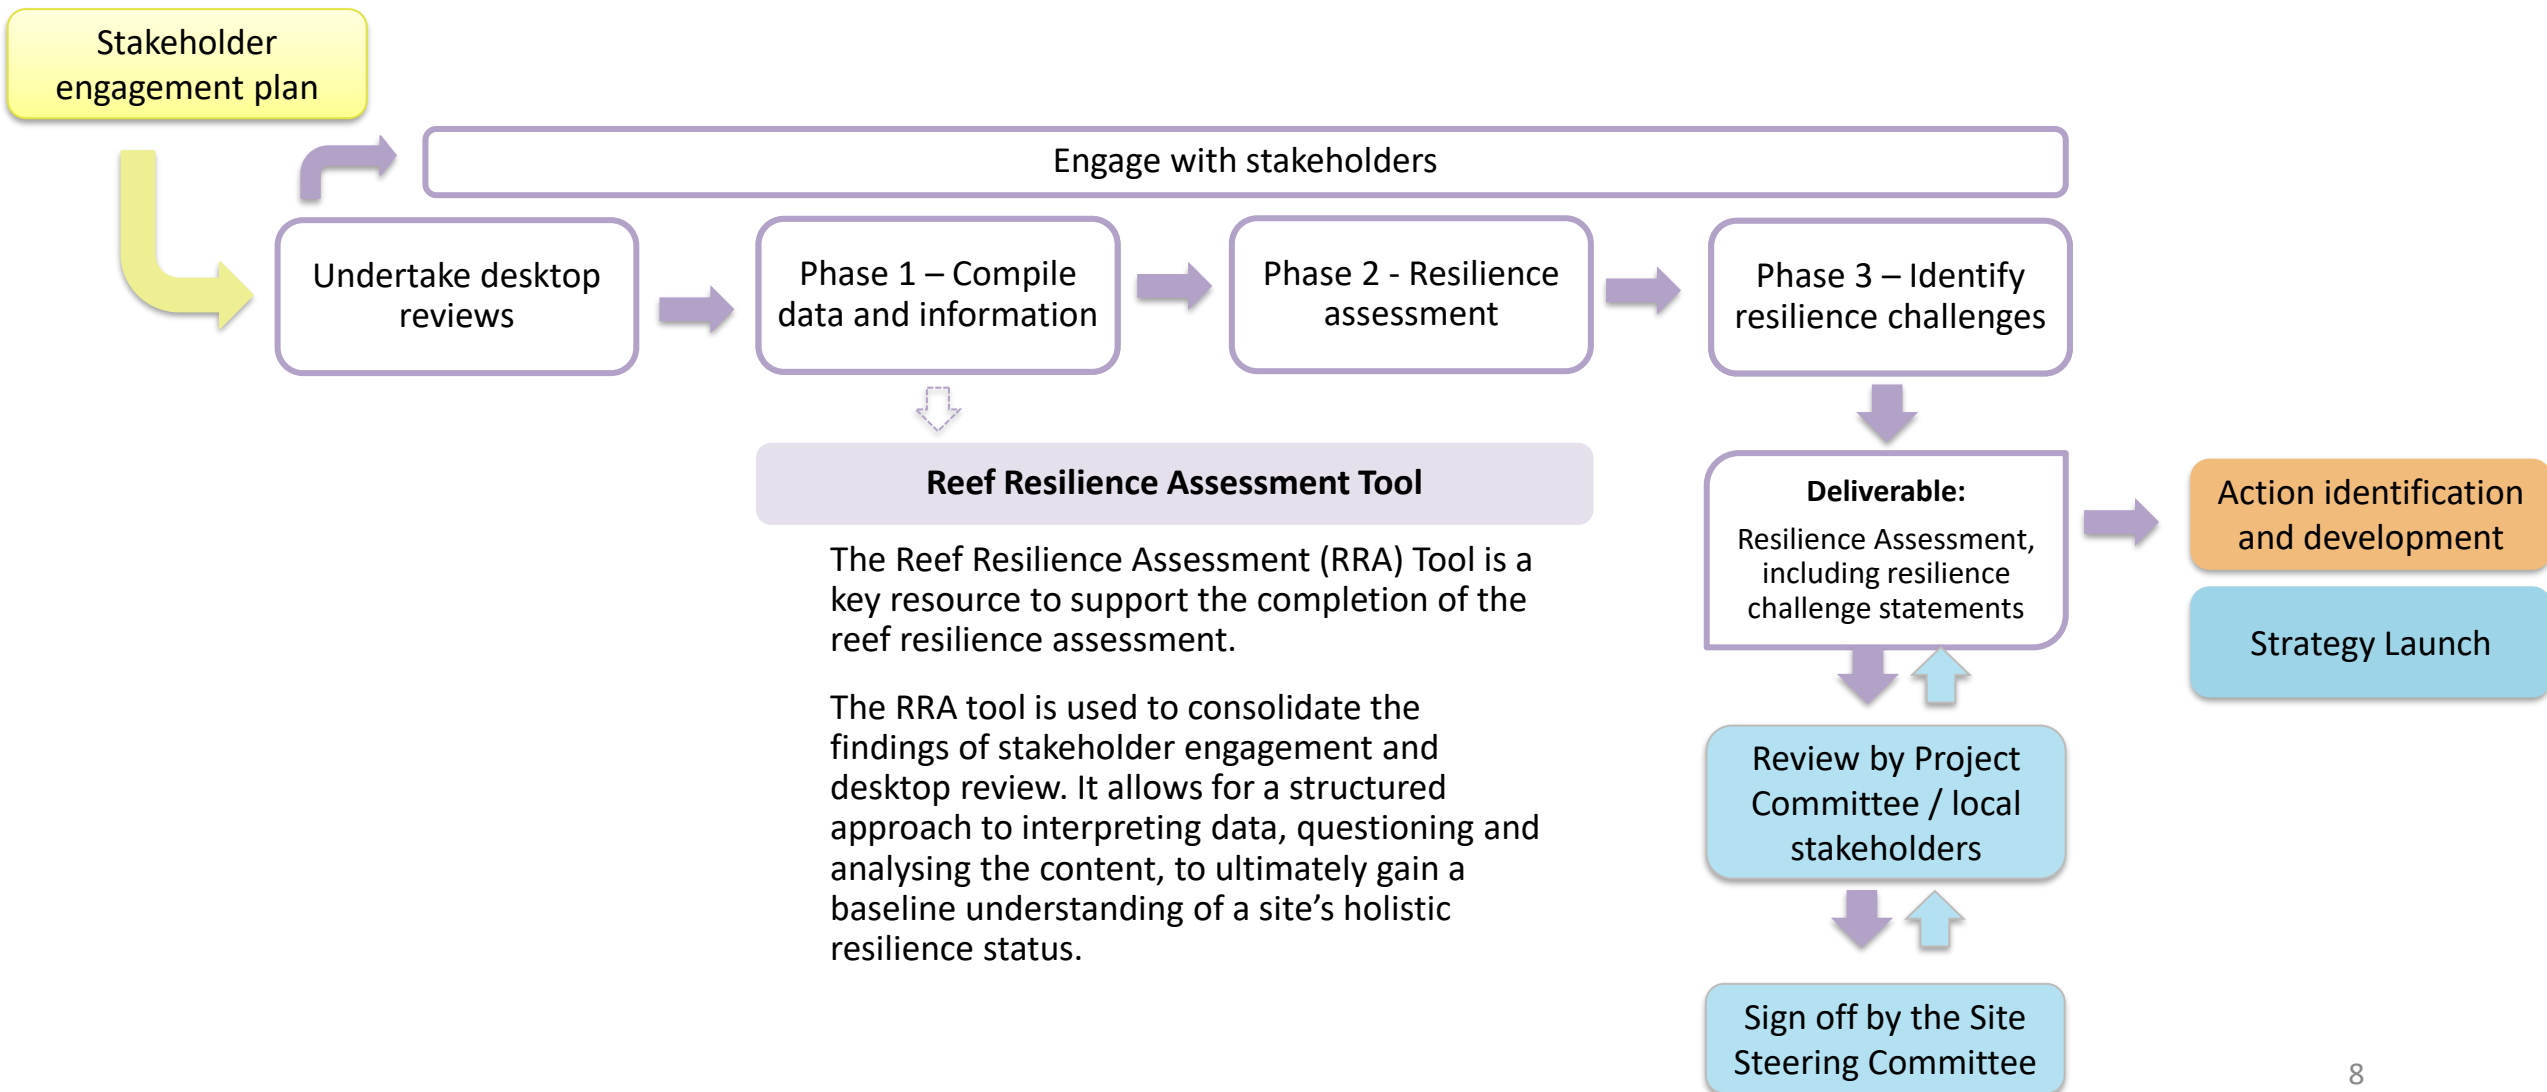 Stakeholder
engagement plan
Engage with stakeholders
Undertake desktop
reviews
Phase 1 – Compile
data and information
Phase 2 - Resilience
assessment
Phase 3 – Identify
resilience challenges
Reef Resilience Assessment Tool
The Reef Resilience Assessment (RRA) Tool is a
key resource to support the completion of the
reef resilience assessment.
The RRA tool is used to consolidate the
findings of stakeholder engagement and
desktop review. It allows for a structured
approach to interpreting data, questioning and
analysing the content, to ultimately gain a
baseline understanding of a site’s holistic
resilience status.
Deliverable:
Resilience Assessment,
including resilience
challenge statements
Action identification
and development
Strategy Launch
Review by Project
Committee / local
stakeholders
Sign off by the Site
Steering Committee
8